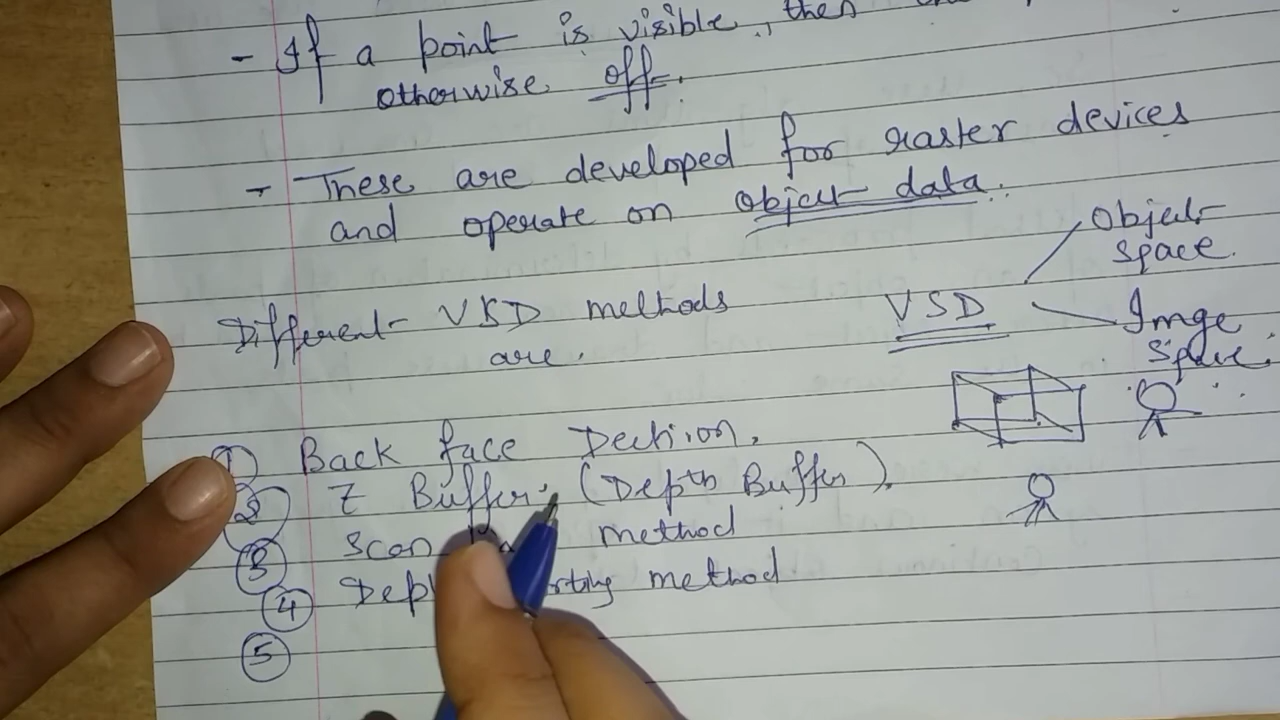 - If a point is visible, then
otherwise off.
- These are developed for raster devices
and operate on object data.
VSD
Object
space.
Imge
space.
Different VSD methods
are.
① Back face Dection.
② Z Buffer. (Depth Buffer).
③ Scan method
④ method
⑤